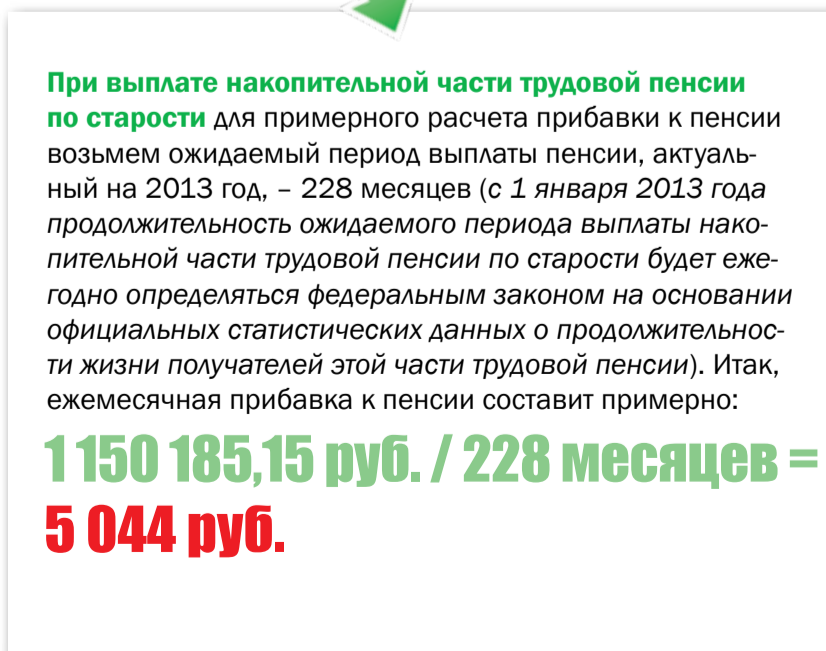 При выплате накопительной части трудовой пенсии
по старости для примерного расчета прибавки к пенсии
возьмем ожидаемый период выплаты пенсии, актуаль-
ный на 2013 год, – 228 месяцев (с 1 января 2013 года
продолжительность ожидаемого периода выплаты нако-
пительной части трудовой пенсии по старости будет еже-
годно определяться федеральным законом на основании
официальных статистических данных о продолжительнос-
ти жизни получателей этой части трудовой пенсии). Итак,
ежемесячная прибавка к пенсии составит примерно:
1 150 185,15 руб. / 228 месяцев =
5 044 руб.